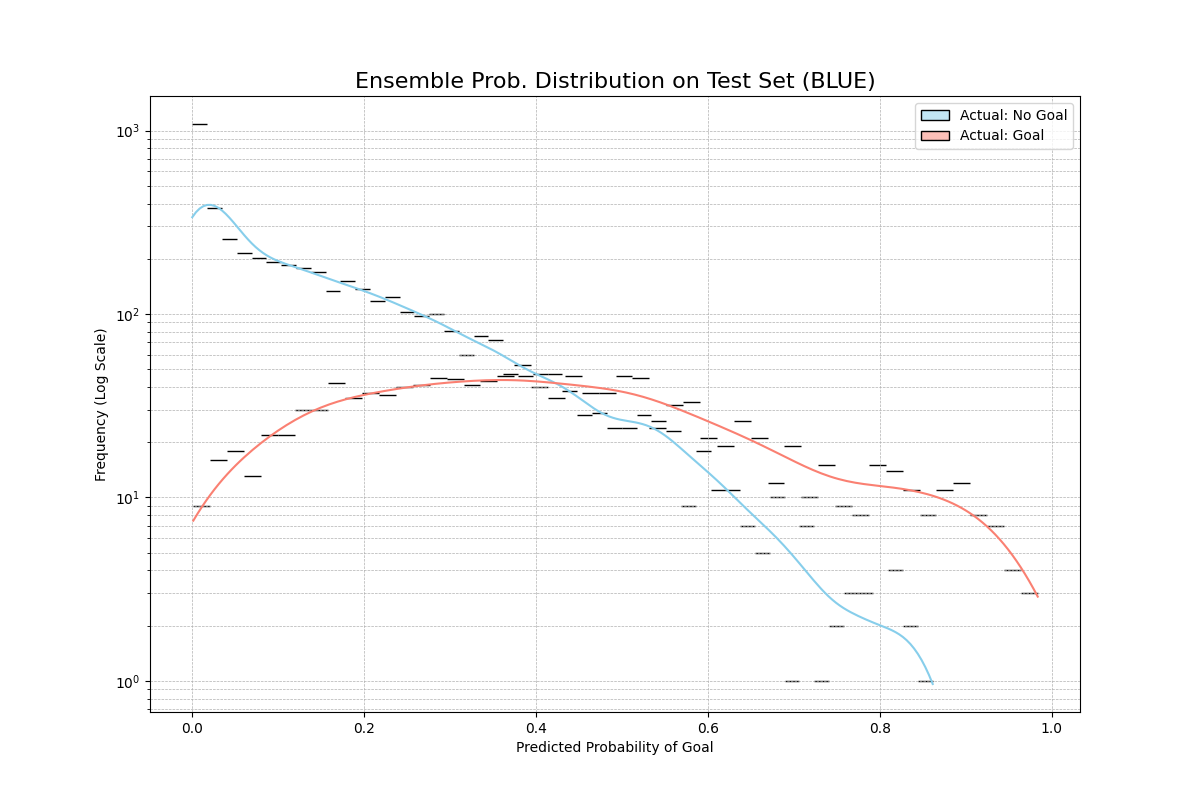 Ensemble Prob. Distribution on Test Set (BLUE)
Actual: No Goal
Actual: Goal
Frequency (Log Scale)
10³
10²
10¹
10⁰
0.0 0.2 0.4 0.6 0.8 1.0
Predicted Probability of Goal